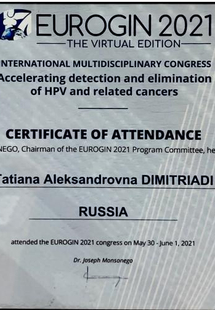 EUROGIN 2021
THE VIRTUAL EDITION
INTERNATIONAL MULTIDISCIPLINARY CONGRESS
Accelerating detection and elimination
of HPV and related cancers
CERTIFICATE OF ATTENDANCE
NEGO, Chairman of the EUROGIN 2021 Program Committee, he
Tatiana Aleksandrovna DIMITRIADI
RUSSIA
attended the EUROGIN 2021 congress on May 30 - June 1, 2021
Dr. Joseph Monsonego